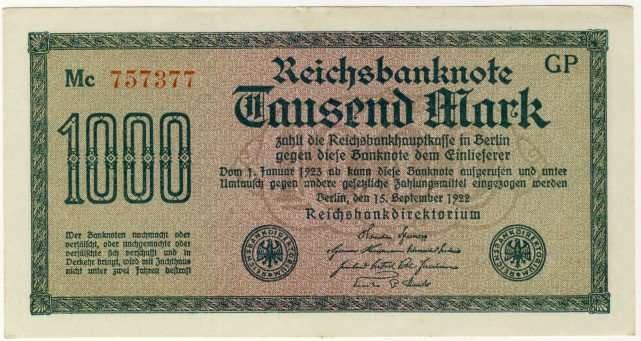 Mc 757377
GP
Reichsbanknote
Tausend Mark
1000
zahlt die Reichsbankhauptkasse in Berlin
gegen diese Banknote dem Einlieferer
Vom 1. Januar 1923 ab kann diese Banknote aufgerufen und unter
Umtausch gegen andere gesetzliche Zahlungsmittel eingezogen werden
Berlin, den 15. September 1922
Reichsbankdirektorium
Wer Banknoten nachmacht oder
verfälscht, oder nachgemachte oder
verfälschte sich verschafft und in
Verkehr bringt, wird mit Zuchthaus
nicht unter zwei Jahren bestraft
REICHSBANKDIREKTORIUM
REICHSBANKDIREKTORIUM